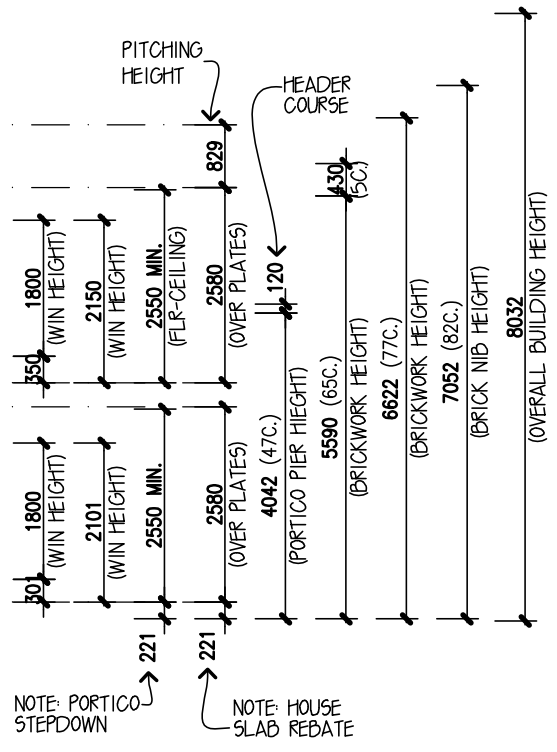 PITCHING
HEIGHT
HEADER
COURSE
829
430
(5C.)
120
1800
(WIN HEIGHT)
2150
(WIN HEIGHT)
2550 MIN.
(FLR-CEILING)
2580
(OVER PLATES)
350
4042 (47C.)
(PORTICO PIER HIEGHT)
5590 (65C.)
(BRICKWORK HEIGHT)
6622 (77C.)
(BRICKWORK HEIGHT)
7052 (82C.)
(BRICK NIB HEIGHT)
8032
(OVERALL BUILDING HEIGHT)
1800
(WIN HEIGHT)
2101
(WIN HEIGHT)
2550 MIN.
2580
(OVER PLATES)
301
221
221
NOTE: PORTICO
STEPDOWN
NOTE: HOUSE
SLAB REBATE